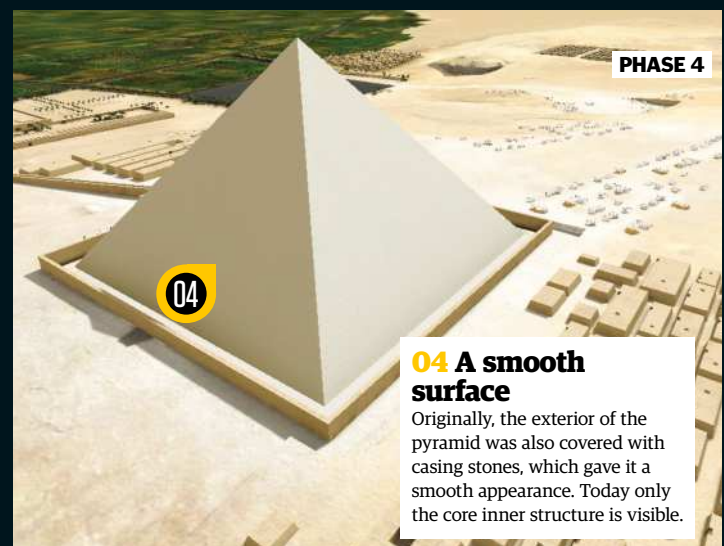 PHASE 4
04
04 A smooth
surface
Originally, the exterior of the
pyramid was also covered with
casing stones, which gave it a
smooth appearance. Today only
the core inner structure is visible.